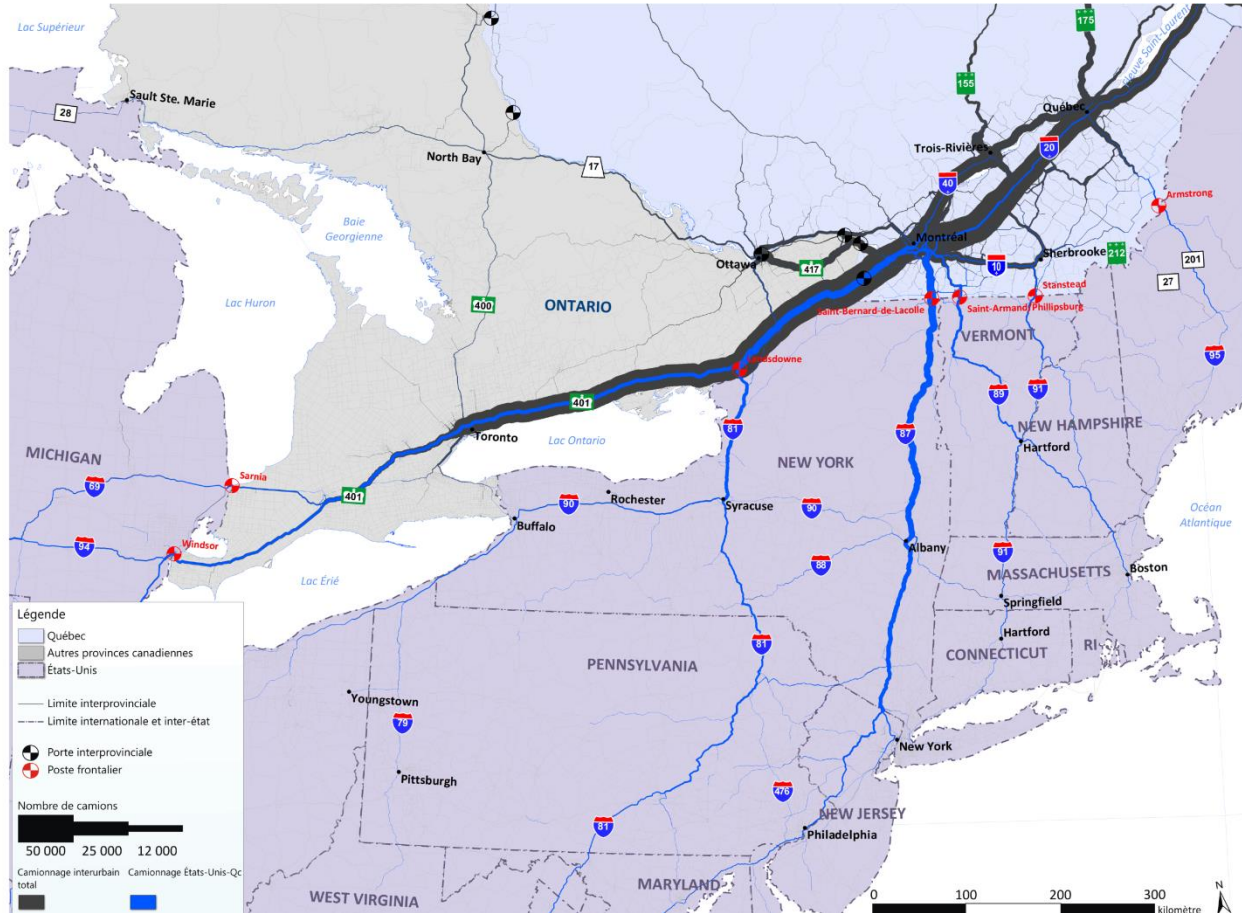 Lac Supérieur
175
Fleuve Saint-Laurent
155
Sault Ste. Marie
28
Québec
20
Trois-Rivières
North Bay
17
40
Armstrong
Baie
Georgienne
Montréal
Ottawa
417
Sherbrooke
10
212
201
27
Lac Huron
400
ONTARIO
Stanstead
Saint-Bernard-de-Lacolle
Saint-Armand/Phillipsburg
VERMONT
95
Lansdowne
89
91
401
Toronto
Lac Ontario
81
87
NEW HAMPSHIRE
Hartford
MICHIGAN
NEW YORK
Sarnia
69
401
Rochester
90
Syracuse
90
Buffalo
Océan
Atlantique
94
Windsor
Albany
91
88
Lac Érié
MASSACHUSETTS
Boston
Springfield
Hartford
CONNECTICUT
RI
81
PENNSYLVANIA
Youngstown
79
New York
Pittsburgh
476
NEW JERSEY
81
Philadelphia
MARYLAND
WEST VIRGINIA
Légende
Québec
Autres provinces canadiennes
États-Unis
Limite interprovinciale
Limite internationale et inter-état
Porte interprovinciale
Poste frontalier
Nombre de camions
50 000 25 000 12 000
Camionnage interurbain total
Camionnage États-Unis-Qc
0 100 200 300
kilomètre
N